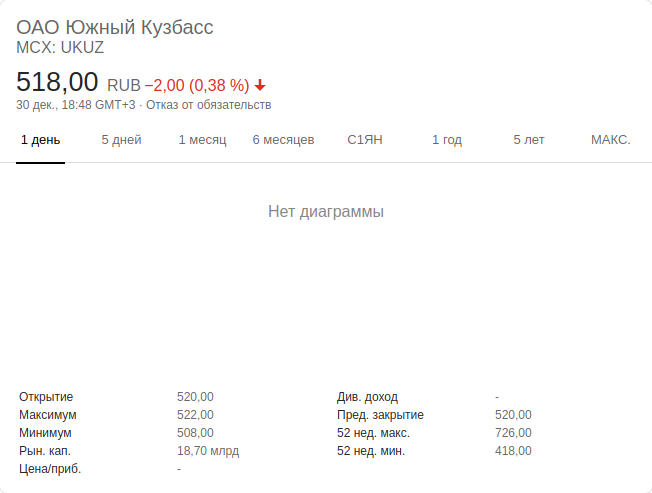 ОАО Южный Кузбасс
MCX: UKUZ
518,00 RUB −2,00 (0,38 %)
30 дек., 18:48 GMT+3 · Отказ от обязательств
1 день 5 дней 1 месяц 6 месяцев С1ЯН 1 год 5 лет МАКС.
Нет диаграммы
Открытие 520,00 Див. доход -
Максимум 522,00 Пред. закрытие 520,00
Минимум 508,00 52 нед. макс. 726,00
Рын. кап. 18,70 млрд 52 нед. мин. 418,00
Цена/приб. -